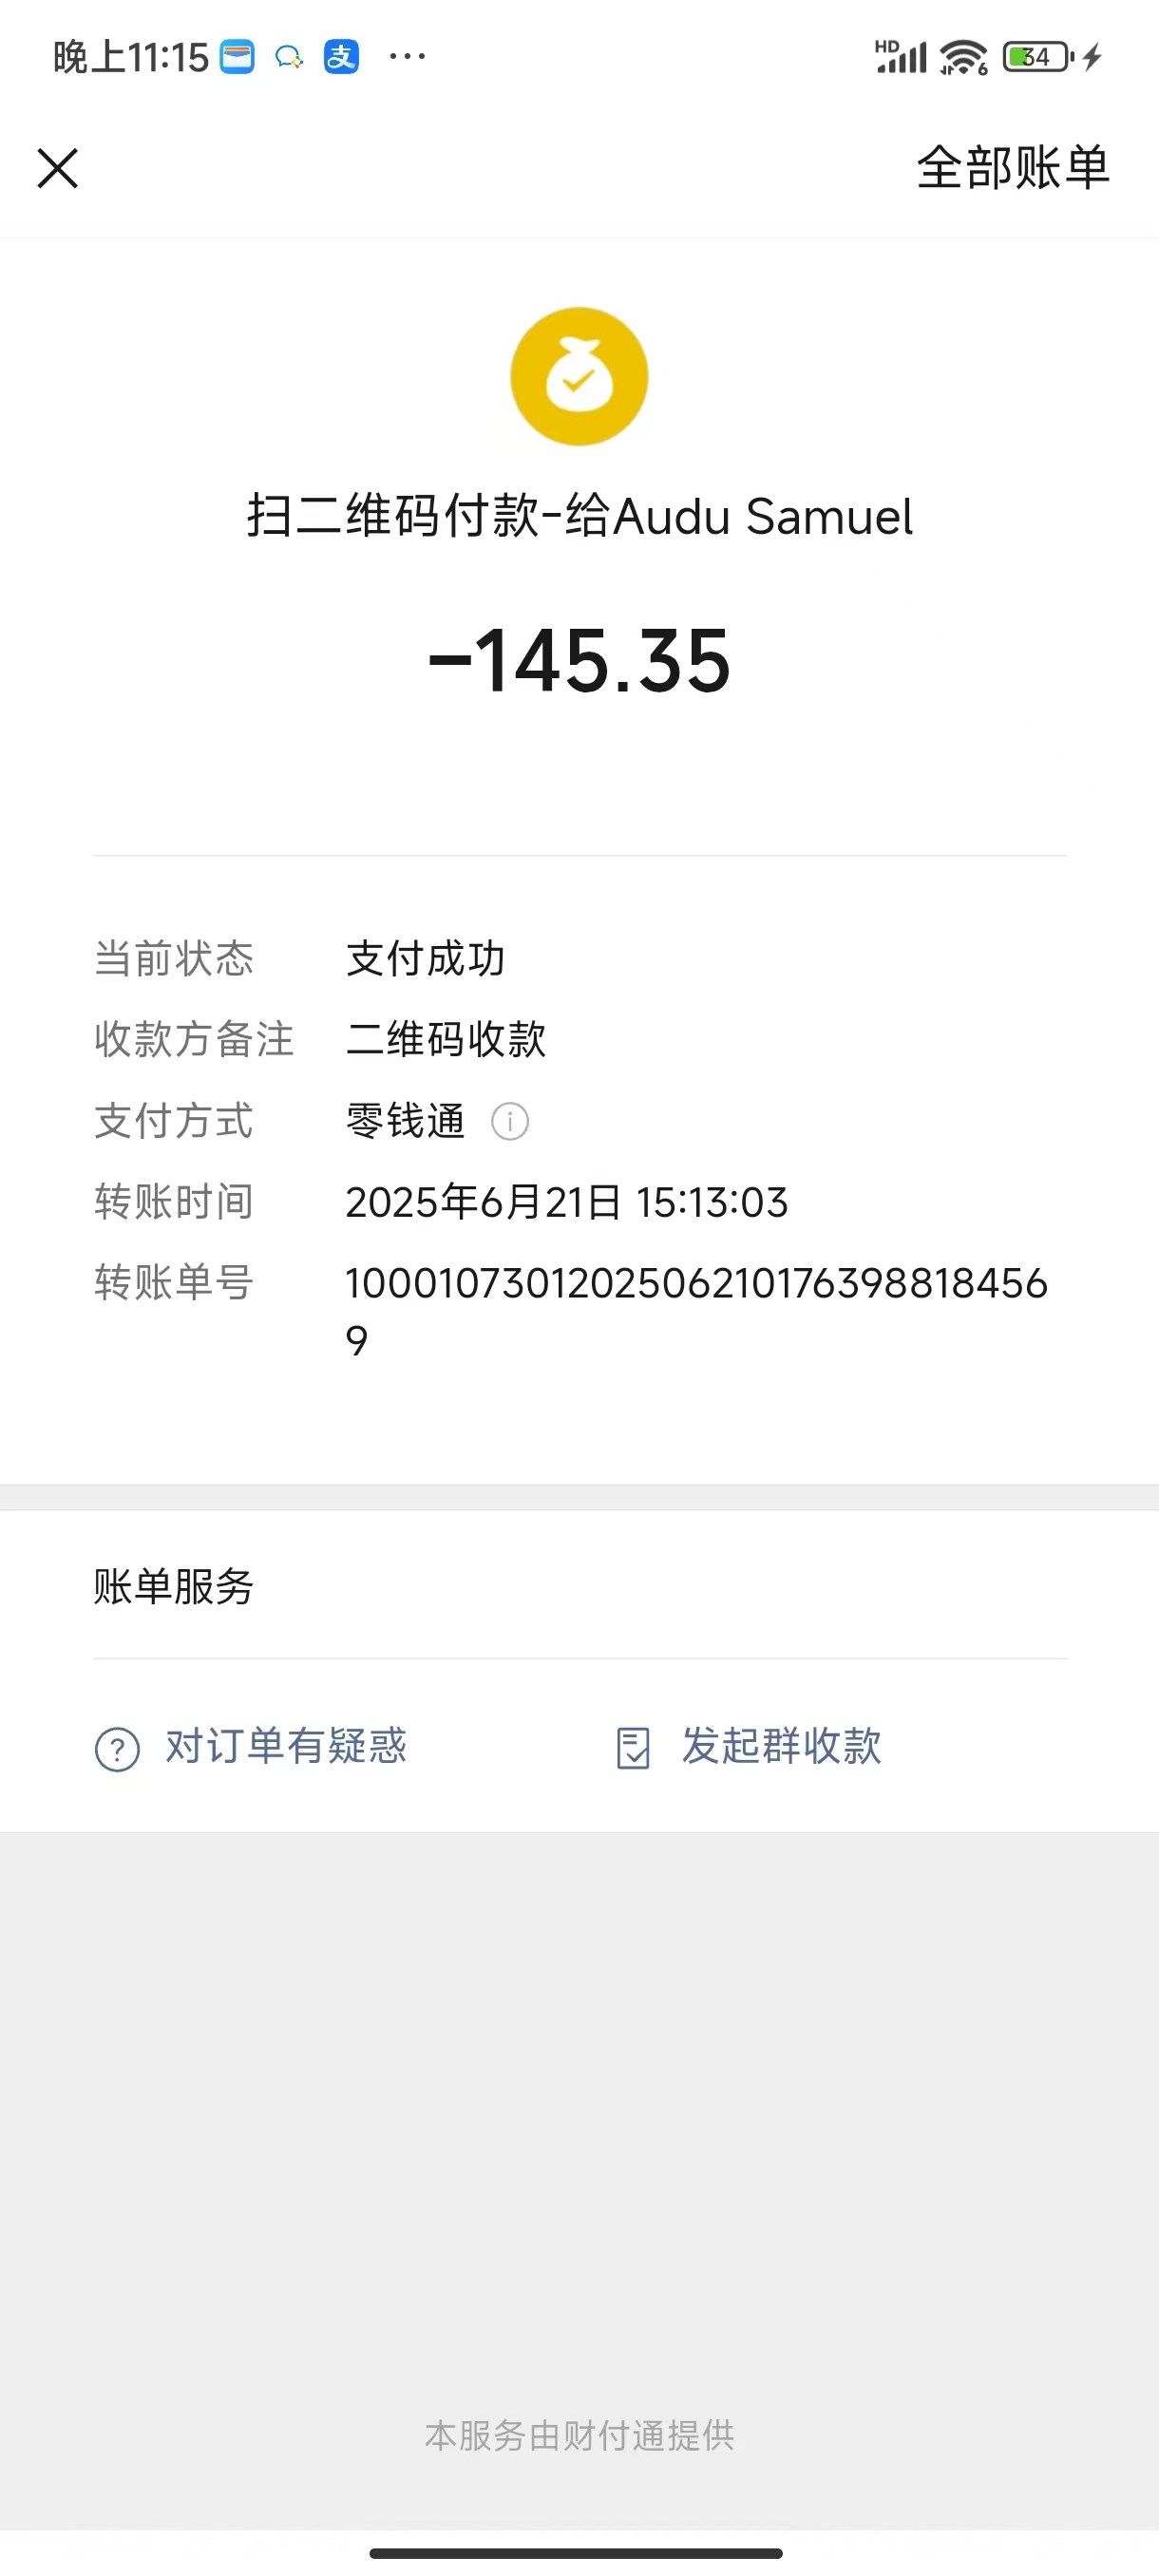 晚上11:15 支 ··· HD 6 34
全部账单
扫二维码付款-给Audu Samuel
-145.35
当前状态 支付成功
收款方备注 二维码收款
支付方式 零钱通
转账时间 2025年6月21日 15:13:03
转账单号 100010730120250621017639881845​6
9
账单服务
? 对订单有疑惑 发起群收款
本服务由财付通提供